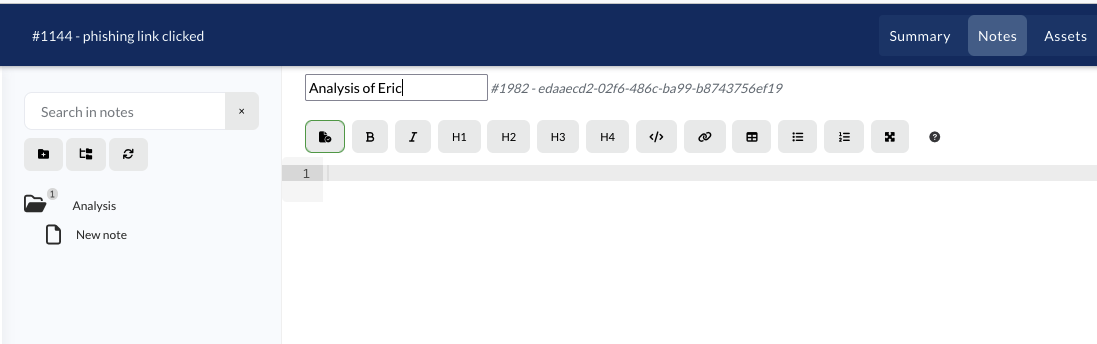 #1144 - phishing link clicked
Summary
Notes
Assets
Search in notes
×
Analysis of Eric
#1982 - edaaecd2-02f6-486c-ba99-b8743756ef19
B
I
H1
H2
H3
H4
</>
?
1
1
Analysis
New note